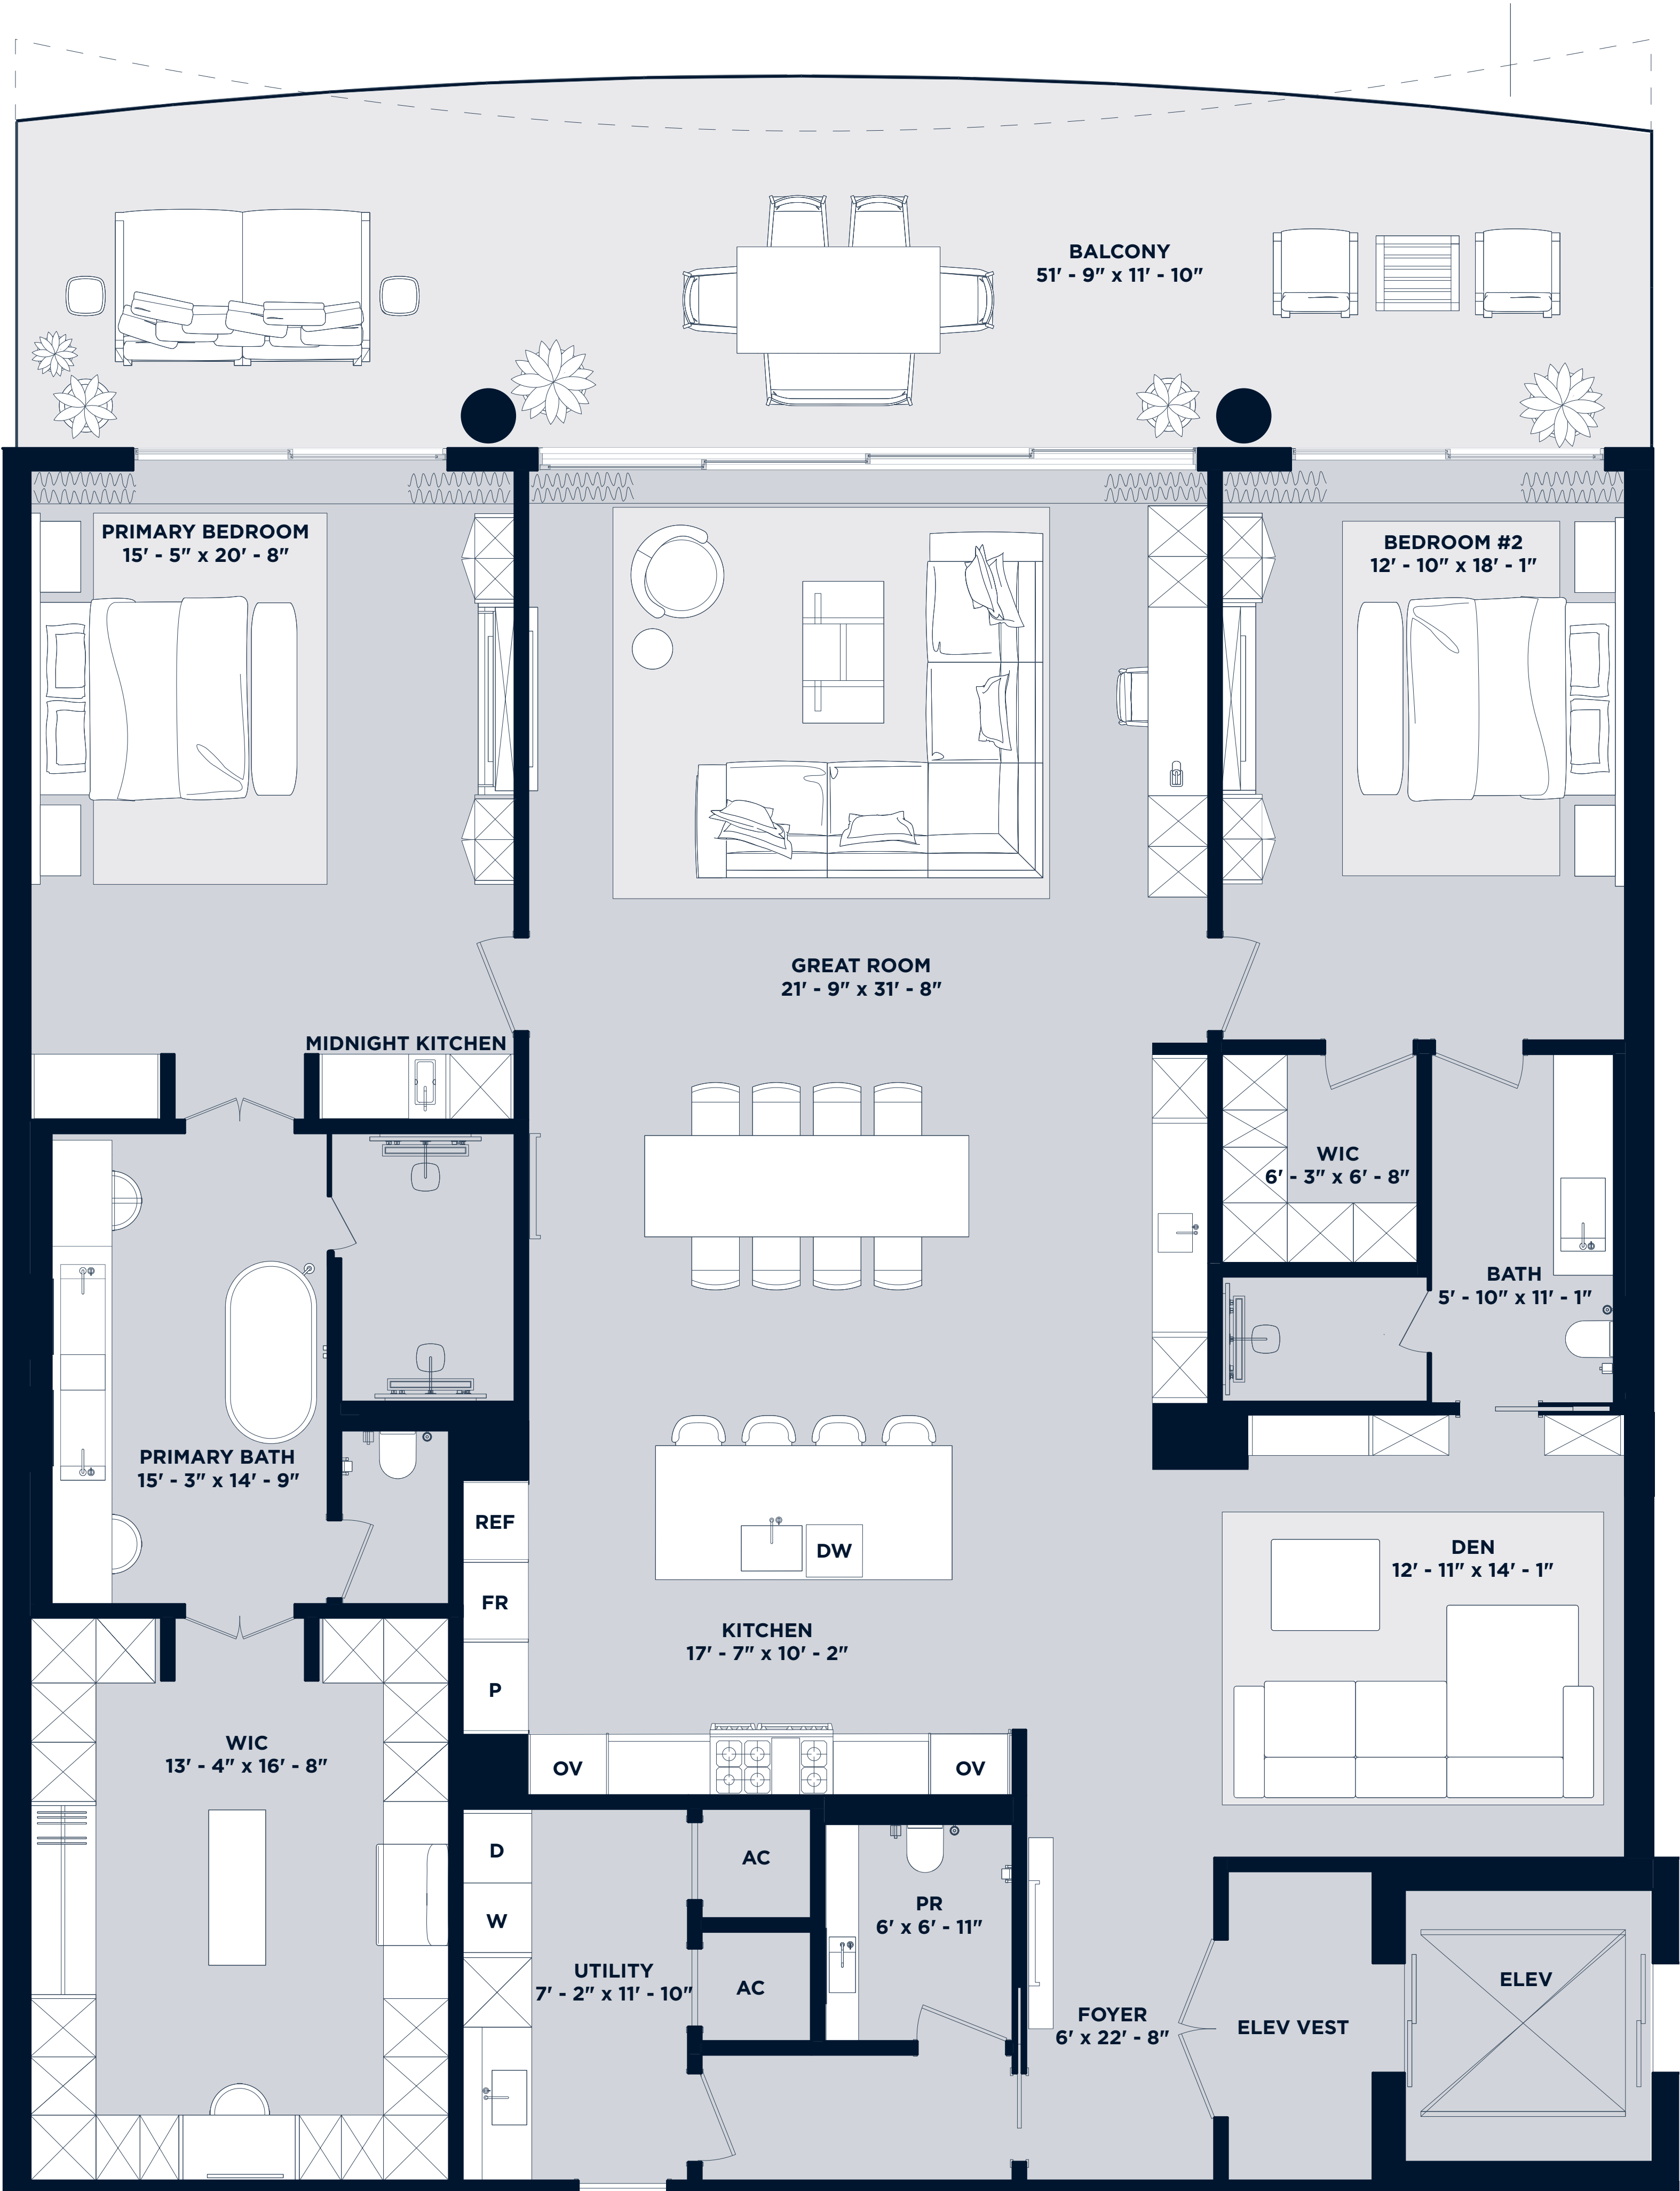 BALCONY
51' - 9" x 11' - 10"
PRIMARY BEDROOM
15' - 5" x 20' - 8"
BEDROOM #2
12' - 10" x 18' - 1"
GREAT ROOM
21' - 9" x 31' - 8"
MIDNIGHT KITCHEN
WIC
6' - 3" x 6' - 8"
BATH
5' - 10" x 11' - 1"
PRIMARY BATH
15' - 3" x 14' - 9"
REF
DW
FR
DEN
12' - 11" x 14' - 1"
KITCHEN
17' - 7" x 10' - 2"
P
WIC
13' - 4" x 16' - 8"
OV
OV
D
AC
W
PR
6' x 6' - 11"
UTILITY
7' - 2" x 11' - 10"
AC
FOYER
6' x 22' - 8"
ELEV VEST
ELEV